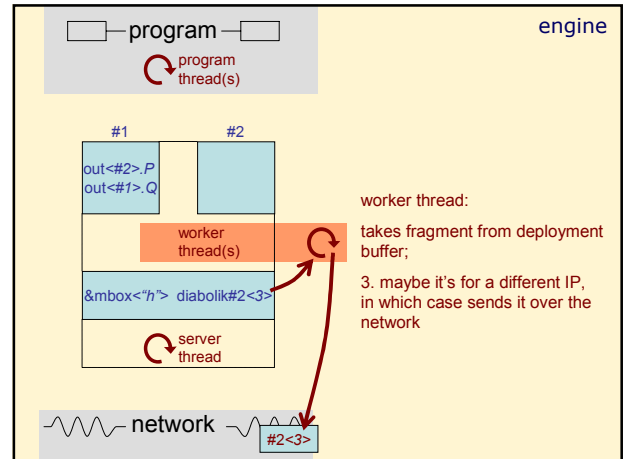 engine
program
program
thread(s)
#1
#2
out<#2>.P
out<#1>.Q
worker
thread(s)
&mbox<“h”> diabolik#2<3>
server
thread
worker thread:
takes fragment from deployment
buffer;
3. maybe it’s for a different IP,
in which case sends it over the
network
network
#2<3>